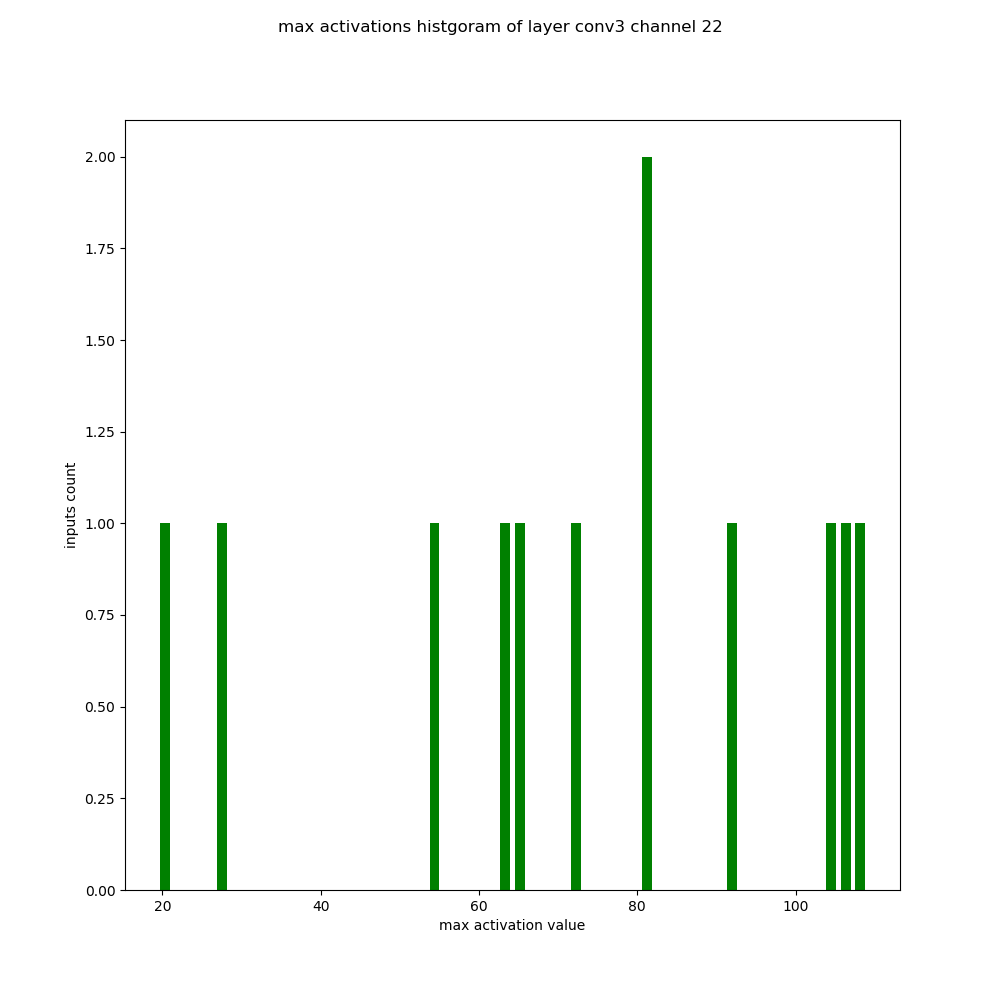 max activations histgoram of layer conv3 channel 22
2.00
1.75
1.50
1.25
1.00
0.75
0.50
0.25
0.00
inputs count
20 40 60 80 100
max activation value